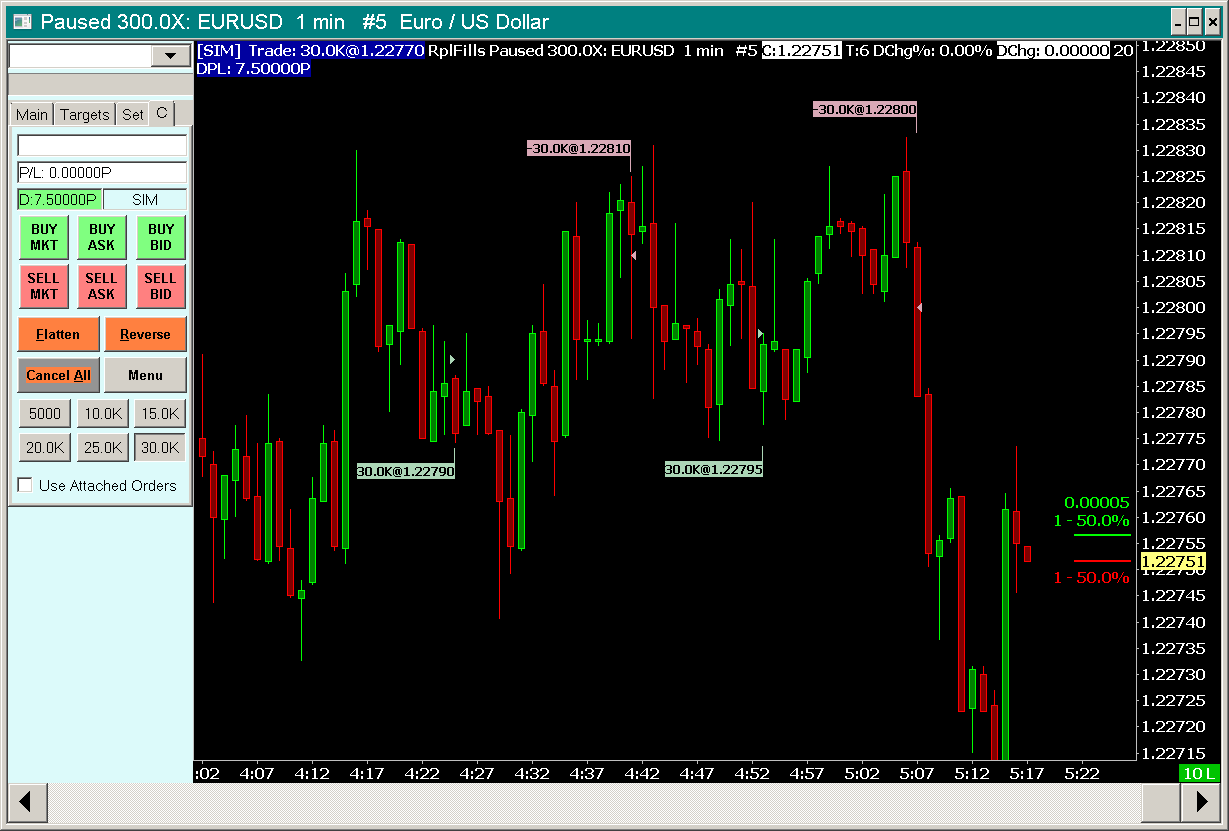 Paused 300.0X: EURUSD 1 min #5 Euro / US Dollar
[SIM] Trade: 30.0K@1.22770 RplFills Paused 300.0X: EURUSD 1 min #5 C:1.22751 T:6 DChg%: 0.00% DChg: 0.00000 20
DPL: 7.50000P
Main Targets Set C
P/L: 0.00000P
D:7.50000P SIM
BUY MKT
BUY ASK
BUY BID
SELL MKT
SELL ASK
SELL BID
Flatten Reverse
Cancel All Menu
5000 10.0K 15.0K
20.0K 25.0K 30.0K
Use Attached Orders
-30.0K@1.22810
-30.0K@1.22800
30.0K@1.22790
30.0K@1.22795
0.00005
1 - 50.0%
1 - 50.0%
1.22850
1.22845
1.22840
1.22835
1.22830
1.22825
1.22820
1.22815
1.22810
1.22805
1.22800
1.22795
1.22790
1.22785
1.22780
1.22775
1.22770
1.22765
1.22760
1.22755
1.22751
1.22750
1.22745
1.22740
1.22735
1.22730
1.22725
1.22720
1.22715
:02 4:07 4:12 4:17 4:22 4:27 4:32 4:37 4:42 4:47 4:52 4:57 5:02 5:07 5:12 5:17 5:22
10 L